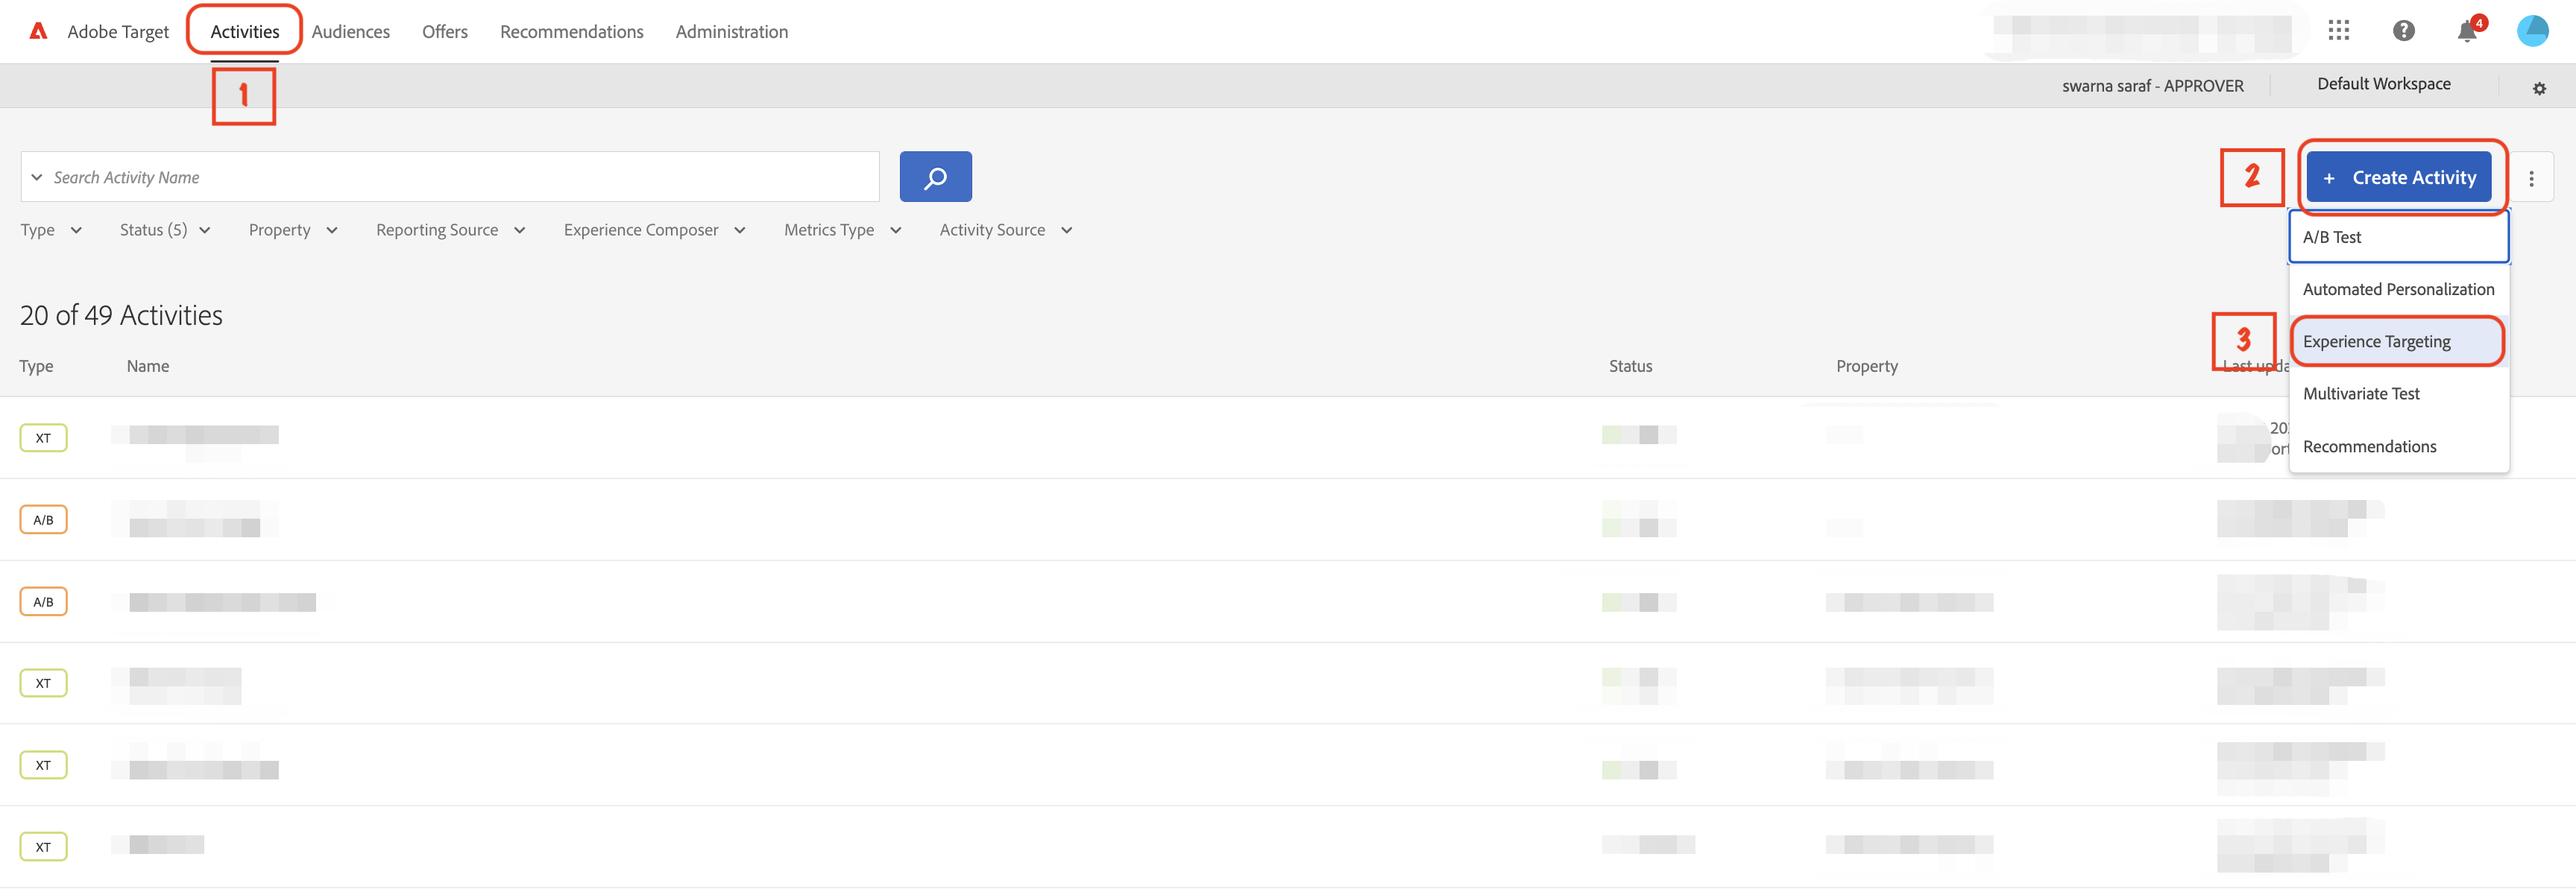 Adobe Target Activities Audiences Offers Recommendations Administration 4
1
swarna saraf - APPROVER Default Workspace
Search Activity Name
2
+ Create Activity
Type Status (5) Property Reporting Source Experience Composer Metrics Type Activity Source
A/B Test
Automated Personalization
20 of 49 Activities
3
Experience Targeting
Type Name Status Property Last upda
Multivariate Test
XT
Recommendations
A/B
A/B
XT
XT
XT